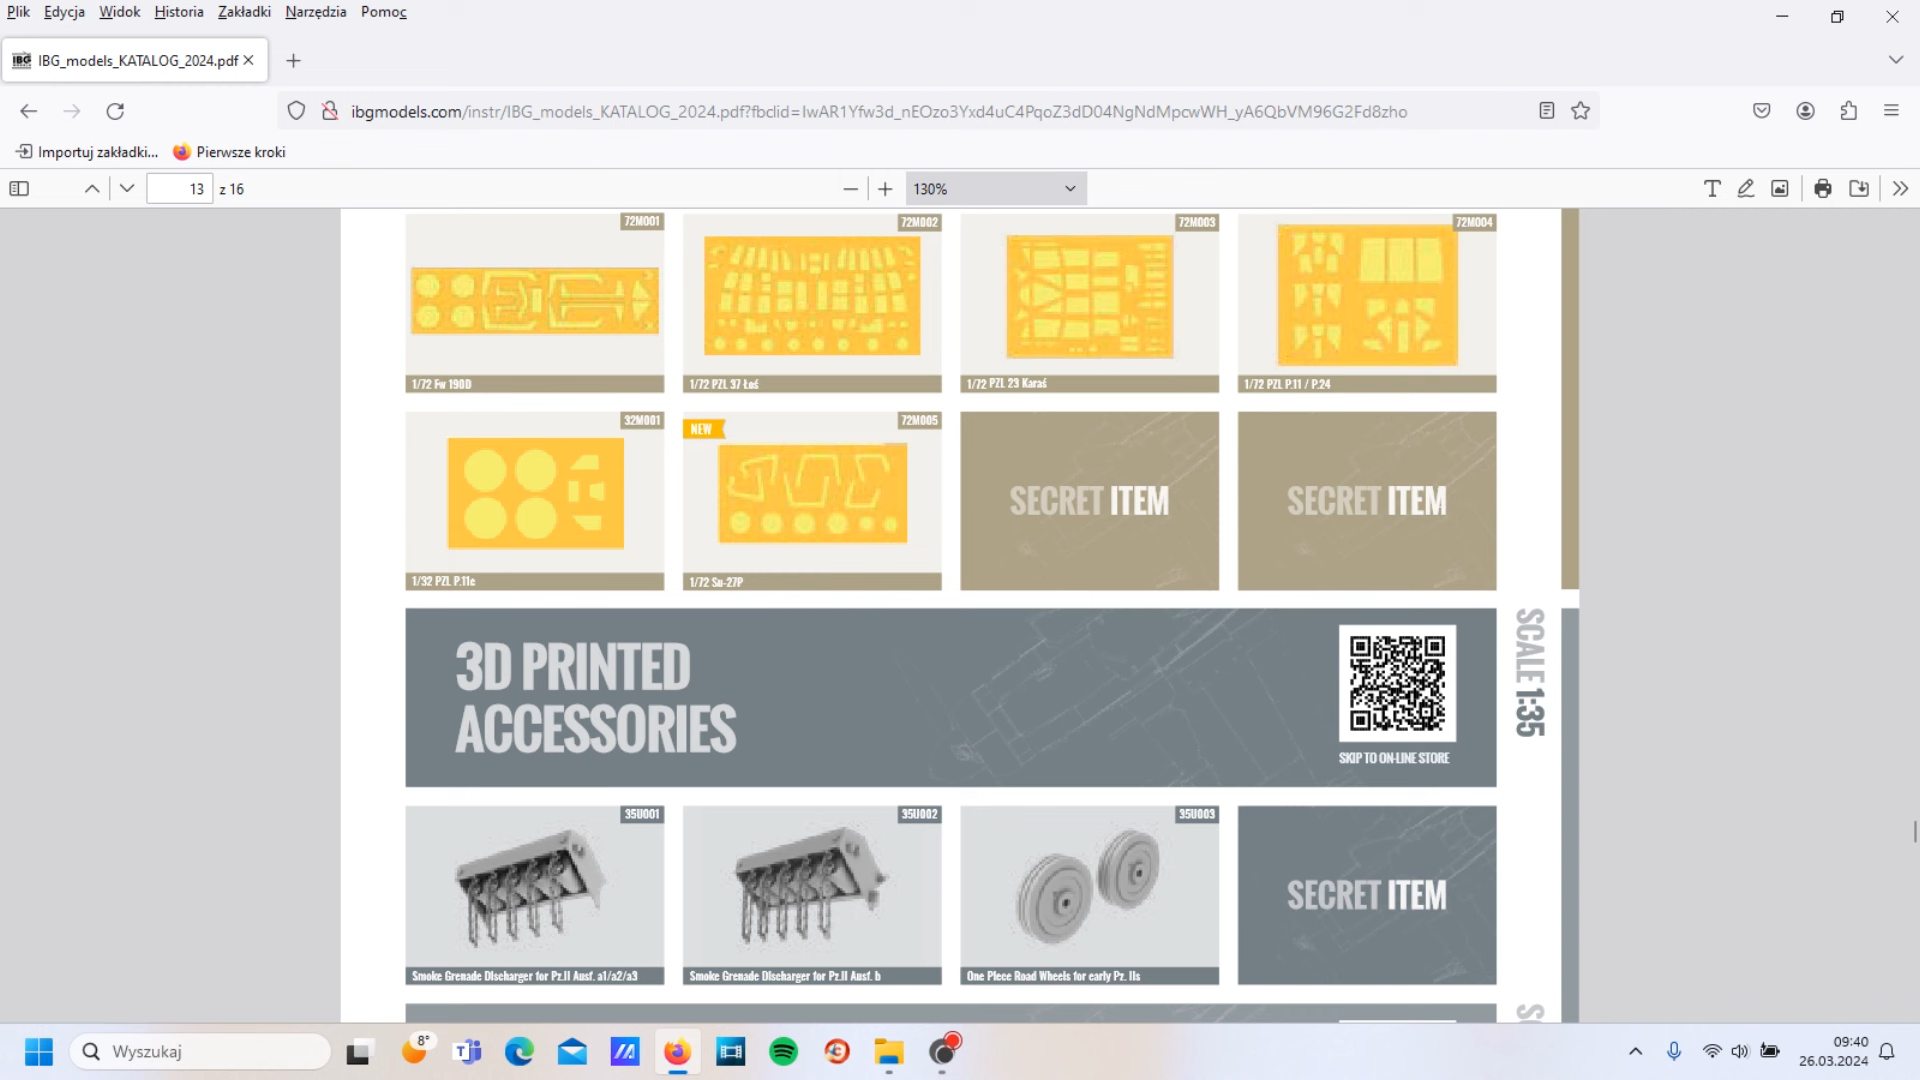 Plik Edycja Widok Historia Zakładki Narzędzia Pomoc
IBG IBG_models_KATALOG_2024.pdf
ibgmodels.com/instr/IBG_models_KATALOG_2024.pdf?fbclid=IwAR1Yfw3d_nEOzo3Yxd4uC4PqoZ3dD04NgNdMpcwWH_yA6QbVM96G2Fd8zho
Importuj zakładki... Pierwsze kroki
13 z 16 130%
72M001 72M002 72M003 72M004
1/72 Fw 190D 1/72 PZL 37 Łoś 1/72 PZL 23 Karaś 1/72 PZL P.11 / P.24
32M001 NEW 72M005
SECRET ITEM SECRET ITEM
1/32 PZL P.11c 1/72 Su-27P
3D PRINTED
ACCESSORIES
SKIP TO ON-LINE STORE
SCALE 1:35
35U001 35U002 35U003
SECRET ITEM
Smoke Grenade Discharger for Pz.II Ausf. a1/a2/a3 Smoke Grenade Discharger for Pz.II Ausf. b One Piece Road Wheels for early Pz. IIs
Wyszukaj 8° 09:40
26.03.2024